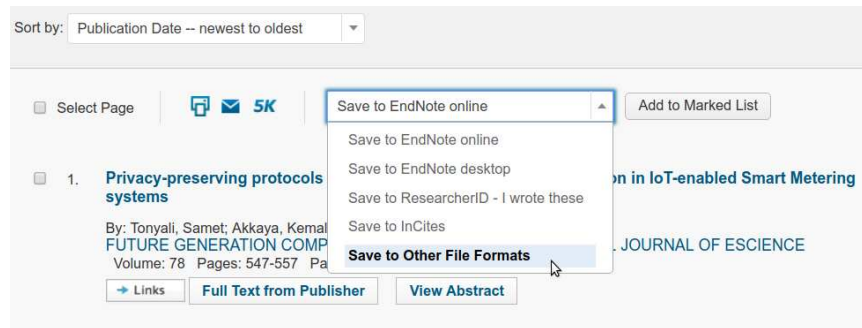 Sort by: Publication Date -- newest to oldest
Select Page 5K Save to EndNote online Add to Marked List
Save to EndNote online
Save to EndNote desktop
Save to ResearcherID - I wrote these
Save to InCites
Save to Other File Formats
1. Privacy-preserving protocols on in IoT-enabled Smart Metering
systems
By: Tonyali, Samet; Akkaya, Kemal
FUTURE GENERATION COMP JOURNAL OF ESCIENCE
Volume: 78 Pages: 547-557 Pa
Links Full Text from Publisher View Abstract